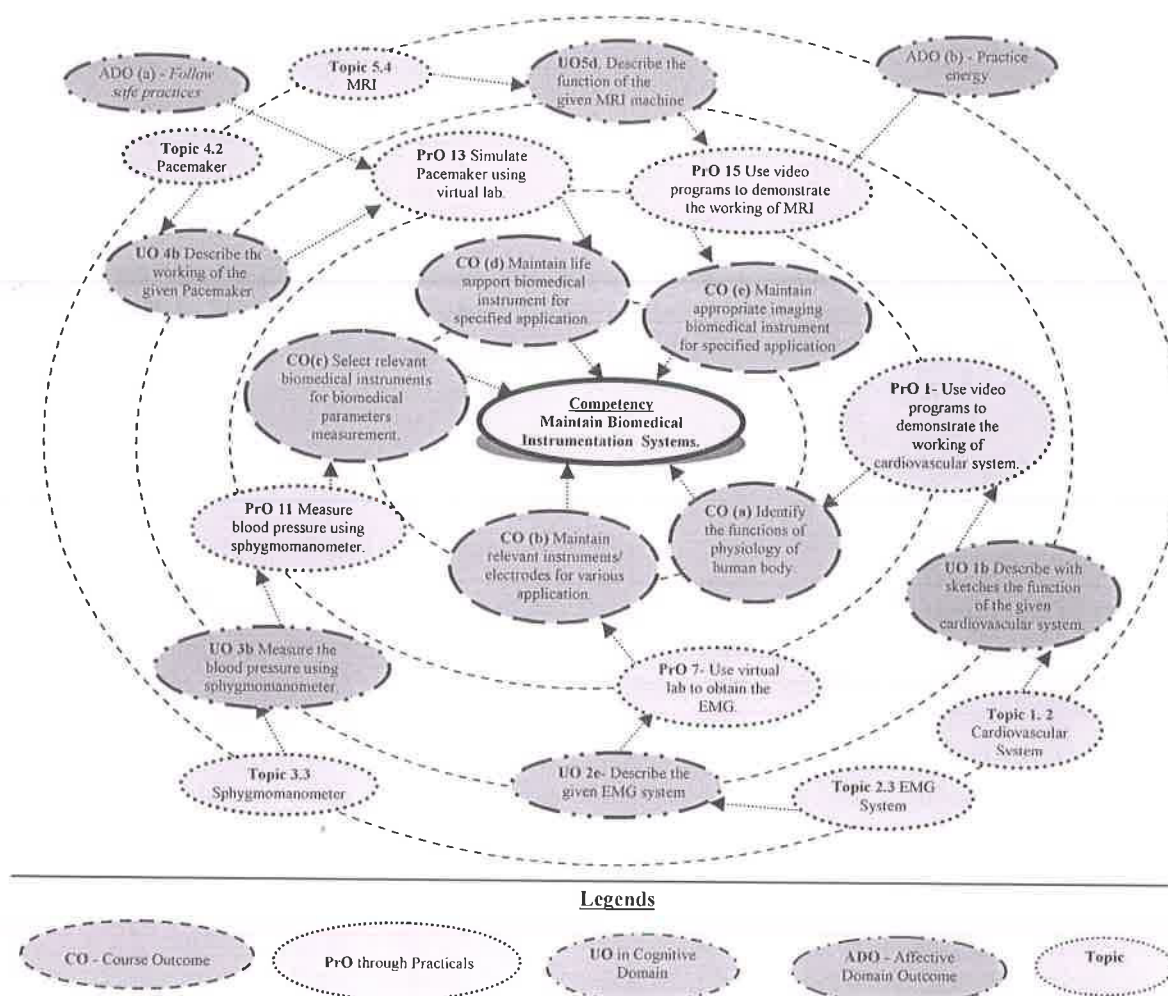 ADO (a) - Follow
safe practices
Topic 5.4
MRI
UO5d. Describe the
function of the
given MRI machine
ADO (b) - Practice
energy.
Topic 4.2
Pacemaker
PrO 13 Simulate
Pacemaker using
virtual lab.
PrO 15 Use video
programs to demonstrate
the working of MRI
UO 4b Describe the
working of the
given Pacemaker
CO (d) Maintain life
support biomedical
instrument for
specified application
CO (e) Maintain
appropriate imaging
biomedical instrument
for specified application
CO(c) Select relevant
biomedical instruments
for biomedical
parameters
measurement.
Competency
Maintain Biomedical
Instrumentation Systems.
PrO 1- Use video
programs to
demonstrate the
working of
cardiovascular system.
PrO 11 Measure
blood pressure using
sphygmomanometer.
CO (b) Maintain
relevant instruments/
electrodes for various
application.
CO (a) Identify
the functions of
physiology of
human body.
UO 1b Describe with
sketches the function
of the given
cardiovascular system.
UO 3b Measure the
blood pressure using
sphygmomanometer
PrO 7- Use virtual
lab to obtain the
EMG.
Topic 1. 2
Cardiovascular
System
Topic 3.3
Sphygmomanometer
UO 2e- Describe the
given EMG system
Topic 2.3 EMG
System
Legends
CO - Course Outcome
PrO through Practicals
UO in Cognitive
Domain
ADO - Affective
Domain Outcome
Topic